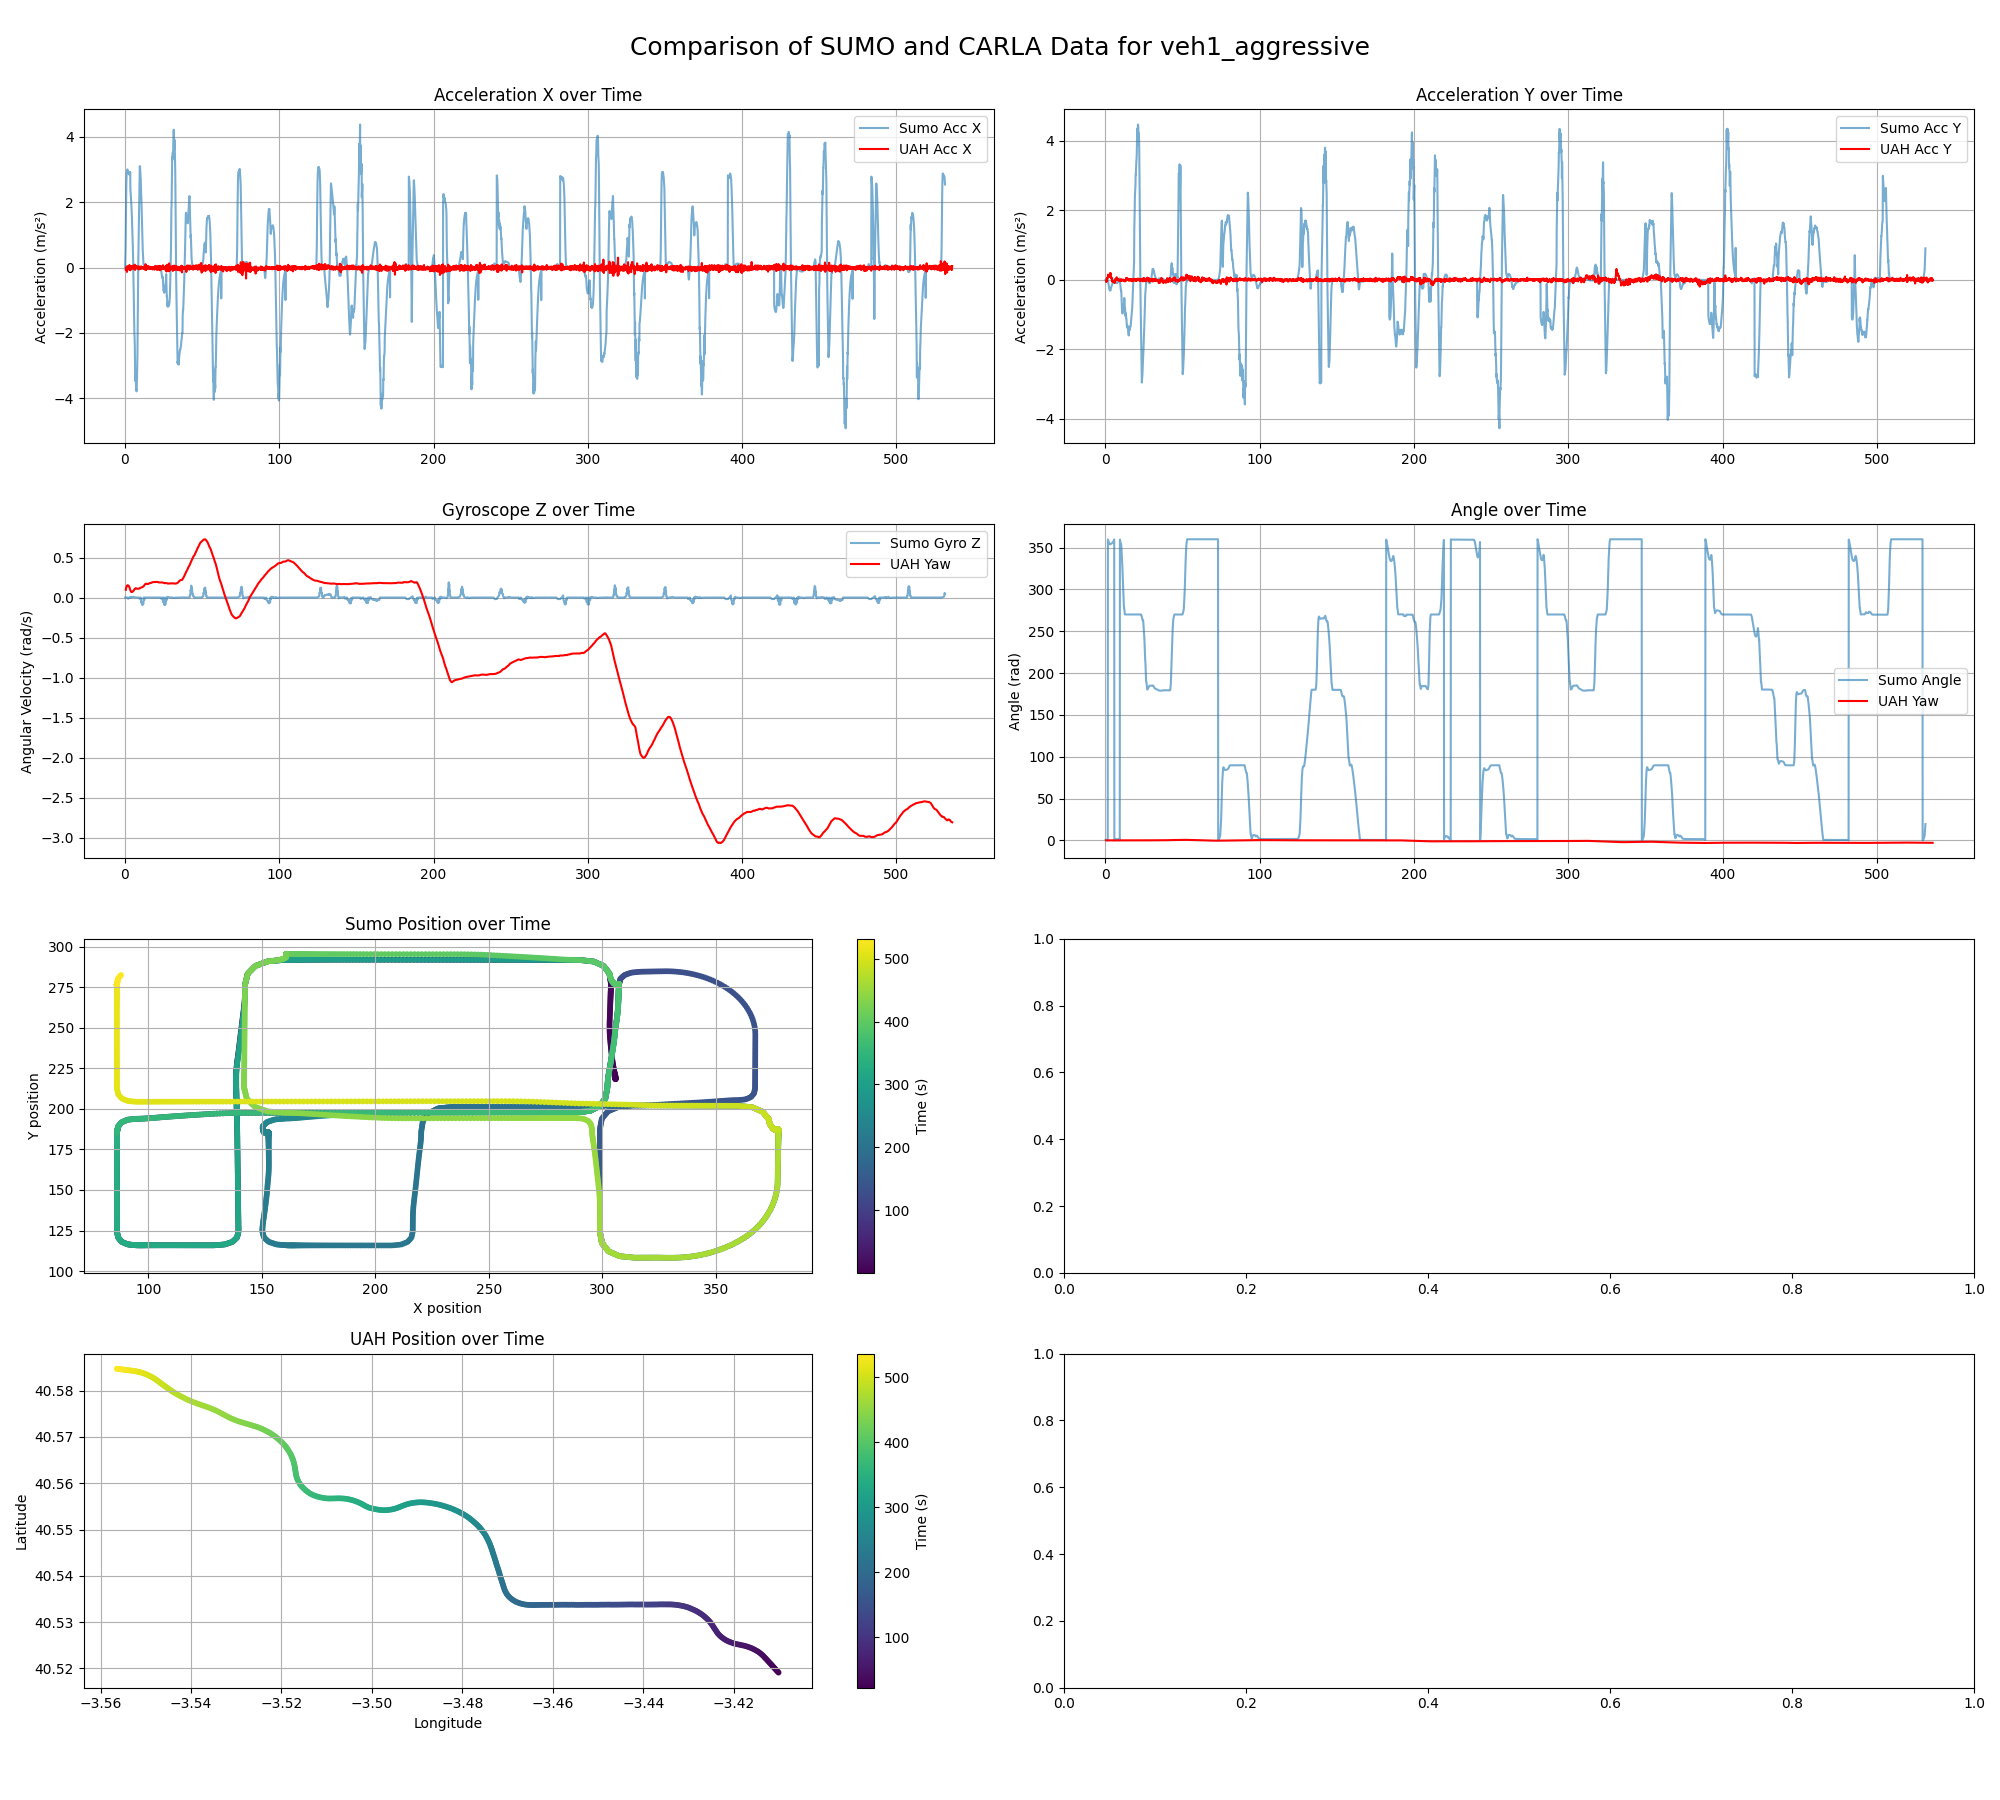 Comparison of SUMO and CARLA Data for veh1_aggressive
Acceleration X over Time
Acceleration (m/s²)
4
2
0
−2
−4
0 100 200 300 400 500
Sumo Acc X
UAH Acc X
Acceleration Y over Time
Acceleration (m/s²)
4
2
0
−2
−4
0 100 200 300 400 500
Sumo Acc Y
UAH Acc Y
Gyroscope Z over Time
Angular Velocity (rad/s)
0.5
0.0
−0.5
−1.0
−1.5
−2.0
−2.5
−3.0
0 100 200 300 400 500
Sumo Gyro Z
UAH Yaw
Angle over Time
Angle (rad)
350
300
250
200
150
100
50
0
0 100 200 300 400 500
Sumo Angle
UAH Yaw
Sumo Position over Time
Y position
300
275
250
225
200
175
150
125
100
100 150 200 250 300 350
X position
500
400
300
200
100
Time (s)
1.0
0.8
0.6
0.4
0.2
0.0
0.0 0.2 0.4 0.6 0.8 1.0
UAH Position over Time
Latitude
40.58
40.57
40.56
40.55
40.54
40.53
40.52
−3.56 −3.54 −3.52 −3.50 −3.48 −3.46 −3.44 −3.42
Longitude
500
400
300
200
100
Time (s)
1.0
0.8
0.6
0.4
0.2
0.0
0.0 0.2 0.4 0.6 0.8 1.0